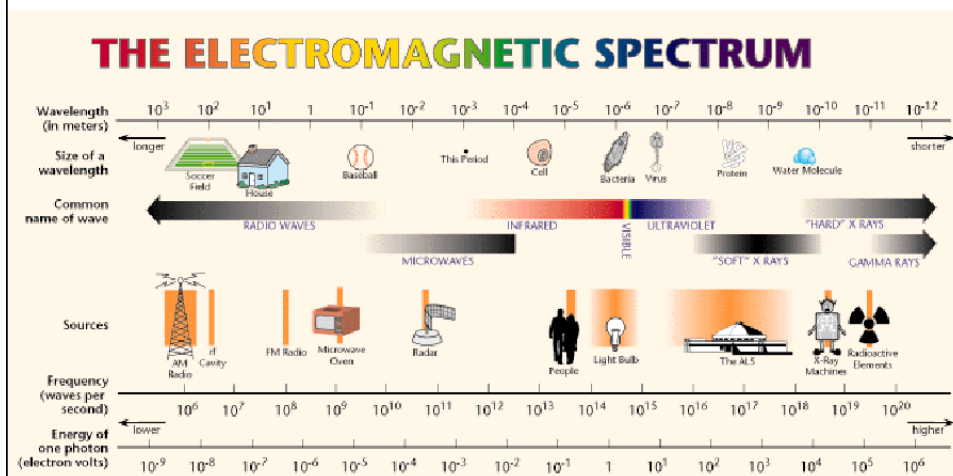 THE ELECTROMAGNETIC SPECTRUM
Wavelength
(in meters)
10³ 10² 10¹ 1 10⁻¹ 10⁻² 10⁻³ 10⁻⁴ 10⁻⁵ 10⁻⁶ 10⁻⁷ 10⁻⁸ 10⁻⁹ 10⁻¹⁰ 10⁻¹¹ 10⁻¹²
longer shorter
Size of a
wavelength
Soccer
Field
House
Baseball
This Period
Cell
Bacteria
Virus
Protein
Water Molecule
Common
name of wave
RADIO WAVES INFRARED VISIBLE ULTRAVIOLET "HARD" X RAYS
MICROWAVES "SOFT" X RAYS GAMMA RAYS
Sources
AM
Radio
rf
Cavity
FM Radio
Microwave
Oven
Radar
People
Light Bulb
The ALS
X-Ray
Machines
Radioactive
Elements
Frequency
(waves per
second)
10⁶ 10⁷ 10⁸ 10⁹ 10¹⁰ 10¹¹ 10¹² 10¹³ 10¹⁴ 10¹⁵ 10¹⁶ 10¹⁷ 10¹⁸ 10¹⁹ 10²⁰
lower higher
Energy of
one photon
(electron volts)
10⁻⁹ 10⁻⁸ 10⁻⁷ 10⁻⁶ 10⁻⁵ 10⁻⁴ 10⁻³ 10⁻² 10⁻¹ 1 10¹ 10² 10³ 10⁴ 10⁵ 10⁶